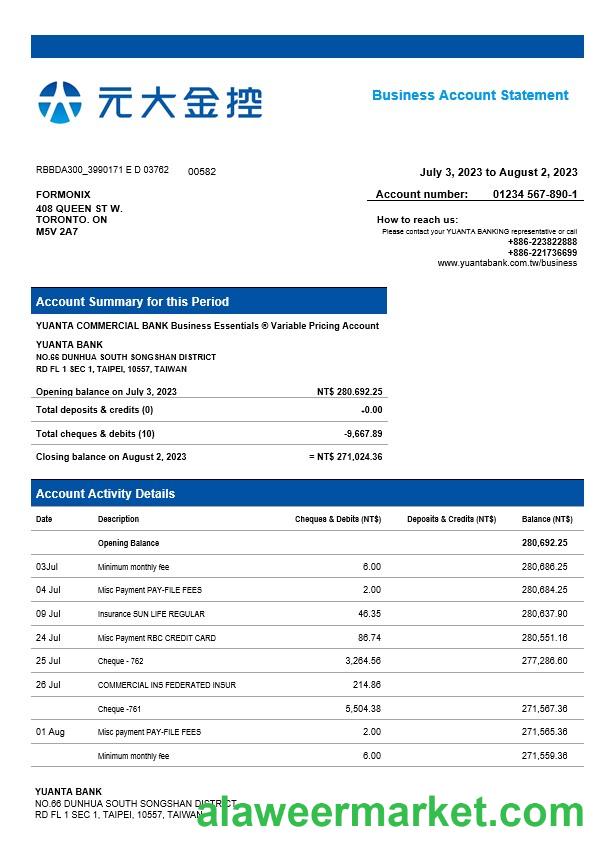 元大金控
Business Account Statement
RBBDA300_3990171 E D 03762 00582
July 3, 2023 to August 2, 2023
FORMONIX
408 QUEEN ST W.
TORONTO. ON
M5V 2A7
Account number: 01234 567-890-1
How to reach us:
Please contact your YUANTA BANKING representative or call
+886-223822888
+886-221736699
www.yuantabank.com.tw/business
Account Summary for this Period
YUANTA COMMERCIAL BANK Business Essentials ® Variable Pricing Account
YUANTA BANK
NO.66 DUNHUA SOUTH SONGSHAN DISTRICT
RD FL 1 SEC 1, TAIPEI, 10557, TAIWAN
Opening balance on July 3, 2023 NT$ 280.692.25
Total deposits & credits (0) -0.00
Total cheques & debits (10) -9,667.89
Closing balance on August 2, 2023 = NT$ 271,024.36
Account Activity Details
Date Description Cheques & Debits (NT$) Deposits & Credits (NT$) Balance (NT$)
Opening Balance 280,692.25
03Jul Minimum monthly fee 6.00 280,686.25
04 Jul Misc Payment PAY-FILE FEES 2.00 280,684.25
09 Jul Insurance SUN LIFE REGULAR 46.35 280,637.90
24 Jul Misc Payment RBC CREDIT CARD 86.74 280,551.16
25 Jul Cheque - 762 3,264.56 277,286.60
26 Jul COMMERCIAL INS FEDERATED INSUR 214.86
Cheque -761 5,504.38 271,567.36
01 Aug Misc payment PAY-FILE FEES 2.00 271,565.36
Minimum monthly fee 6.00 271,559.36
YUANTA BANK
NO.66 DUNHUA SOUTH SONGSHAN DISTRICT
RD FL 1 SEC 1, TAIPEI, 10557, TAIWAN
alaweermarket.com